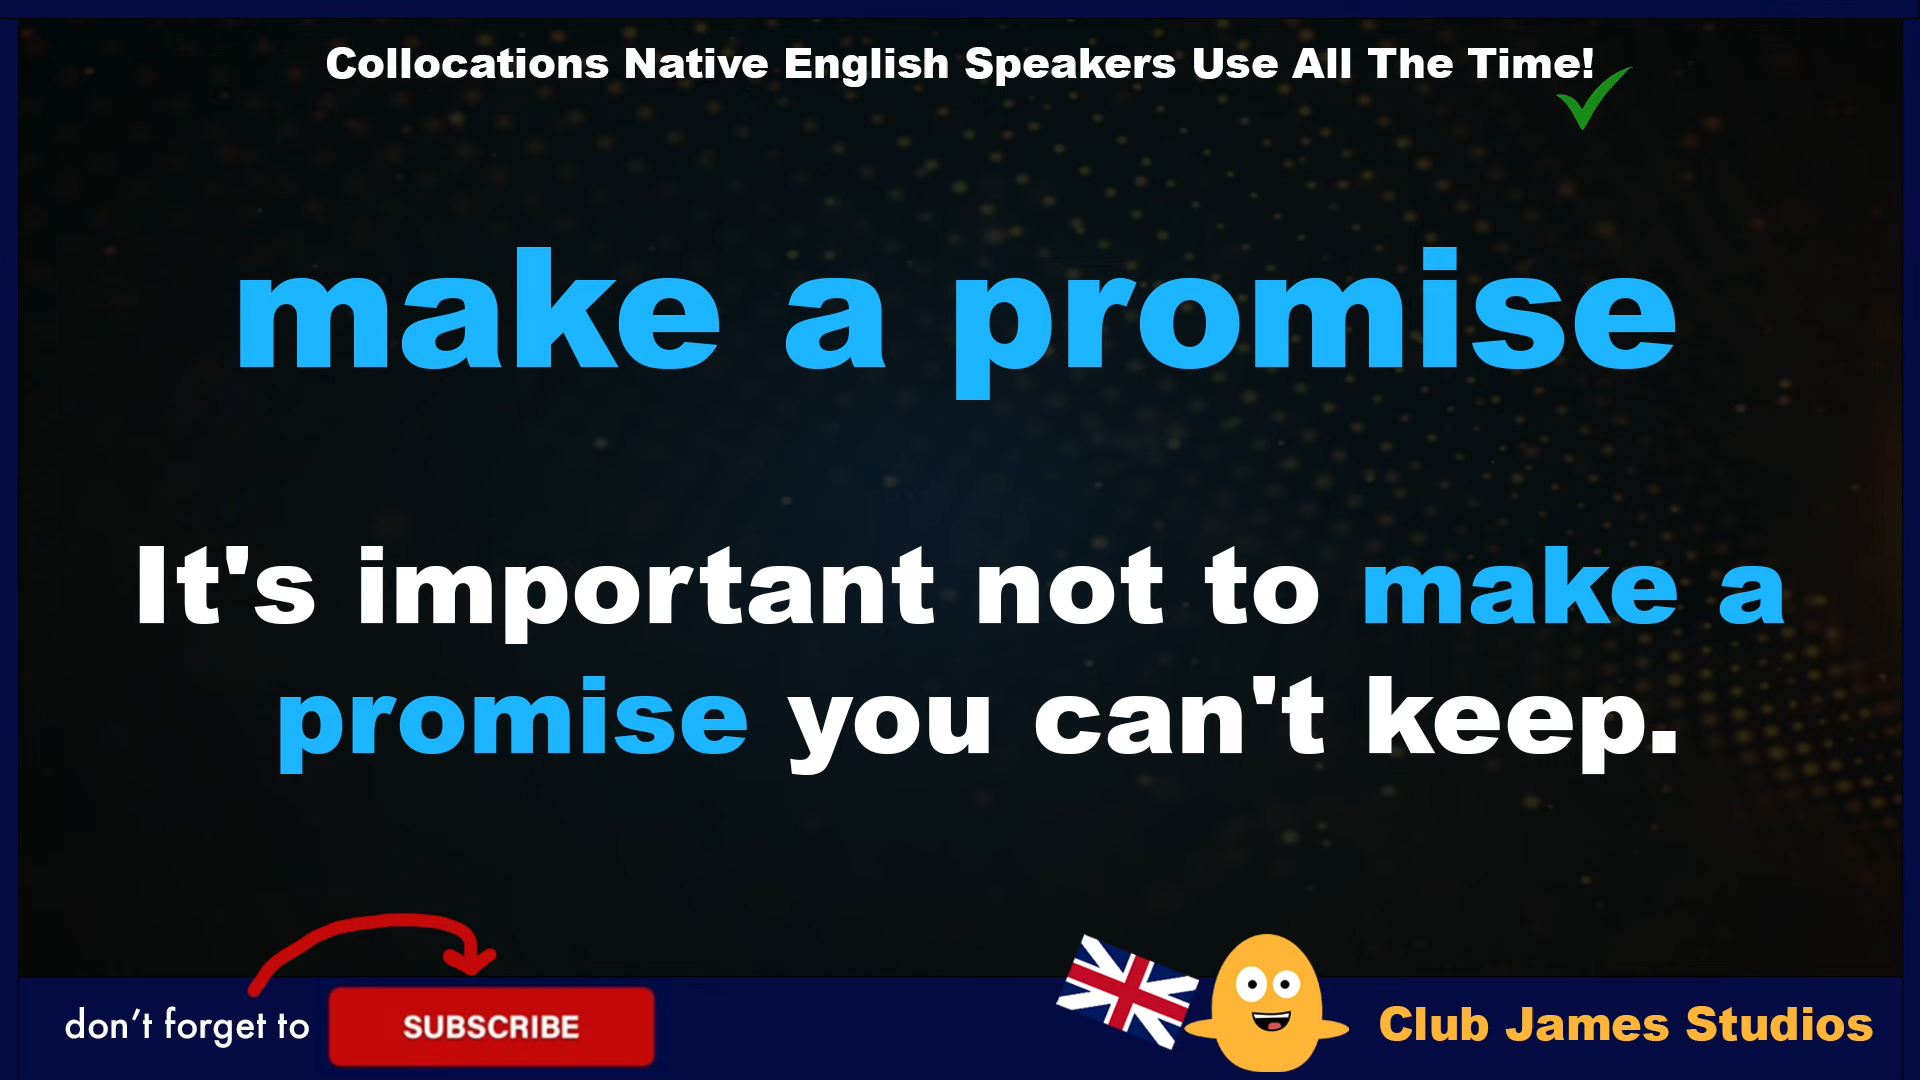 Collocations Native English Speakers Use All The Time!
make a promise
It's important not to make a
promise you can't keep.
don't forget to
SUBSCRIBE
Club James Studios